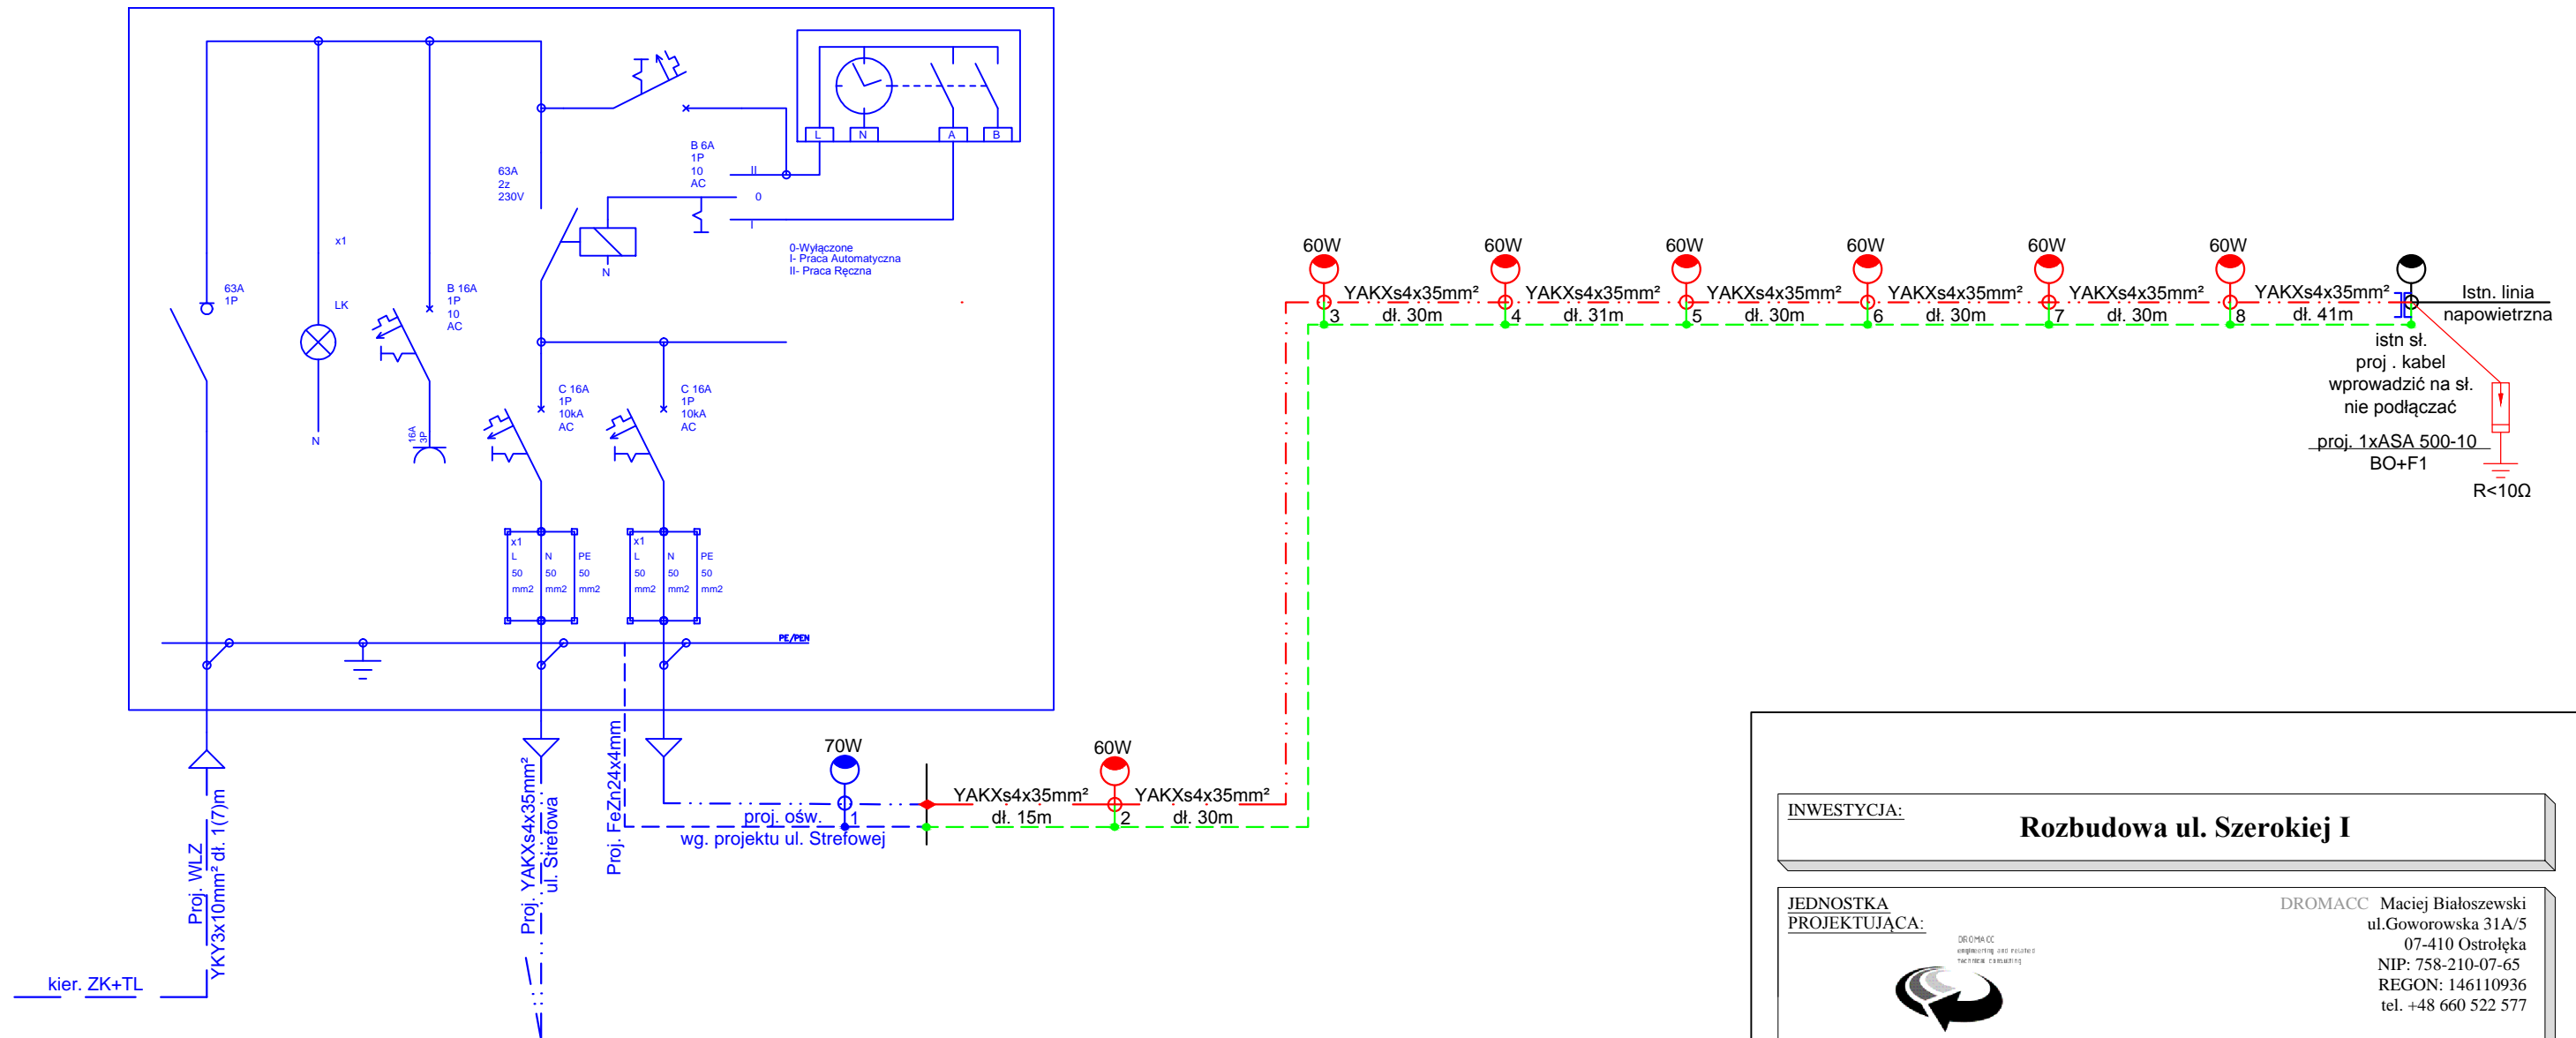 L
N
A
B
B 6A
1P
10
AC
63A
2z
230V
II
0
I
N
0-Wyłączone
I- Praca Automatyczna
II- Praca Ręczna
x1
LK
N
63A
1P
B 16A
1P
10
AC
16A
3P
C 16A
1P
10kA
AC
C 16A
1P
10kA
AC
x1
L N PE
50 50 50
mm2 mm2 mm2
x1
L N PE
50 50 50
mm2 mm2 mm2
PE/PEN
60W 60W 60W 60W 60W 60W
YAKXs4x35mm² YAKXs4x35mm² YAKXs4x35mm² YAKXs4x35mm² YAKXs4x35mm² YAKXs4x35mm² Istn. linia
3 dł. 30m 4 dł. 31m 5 dł. 30m 6 dł. 30m 7 dł. 30m 8 dł. 41m napowietrzna
istn sł.
proj . kabel
wprowadzić na sł.
nie podłączać
proj. 1xASA 500-10
BO+F1
R<10Ω
70W
60W
YAKXs4x35mm² YAKXs4x35mm²
dł. 15m 2 dł. 30m
proj. ośw. 1
wg. projektu ul. Strefowej
Proj. WLZ
YKY3x10mm² dł. 1(7)m
Proj. YAKXs4x35mm²
ul. Strefowa
Proj. FeZn24x4mm
kier. ZK+TL
INWESTYCJA:
Rozbudowa ul. Szerokiej I
JEDNOSTKA
PROJEKTUJĄCA:
DROMACC
engineering and related
technical consulting
DROMACC Maciej Białoszewski
ul.Goworowska 31A/5
07-410 Ostrołęka
NIP: 758-210-07-65
REGON: 146110936
tel. +48 660 522 577